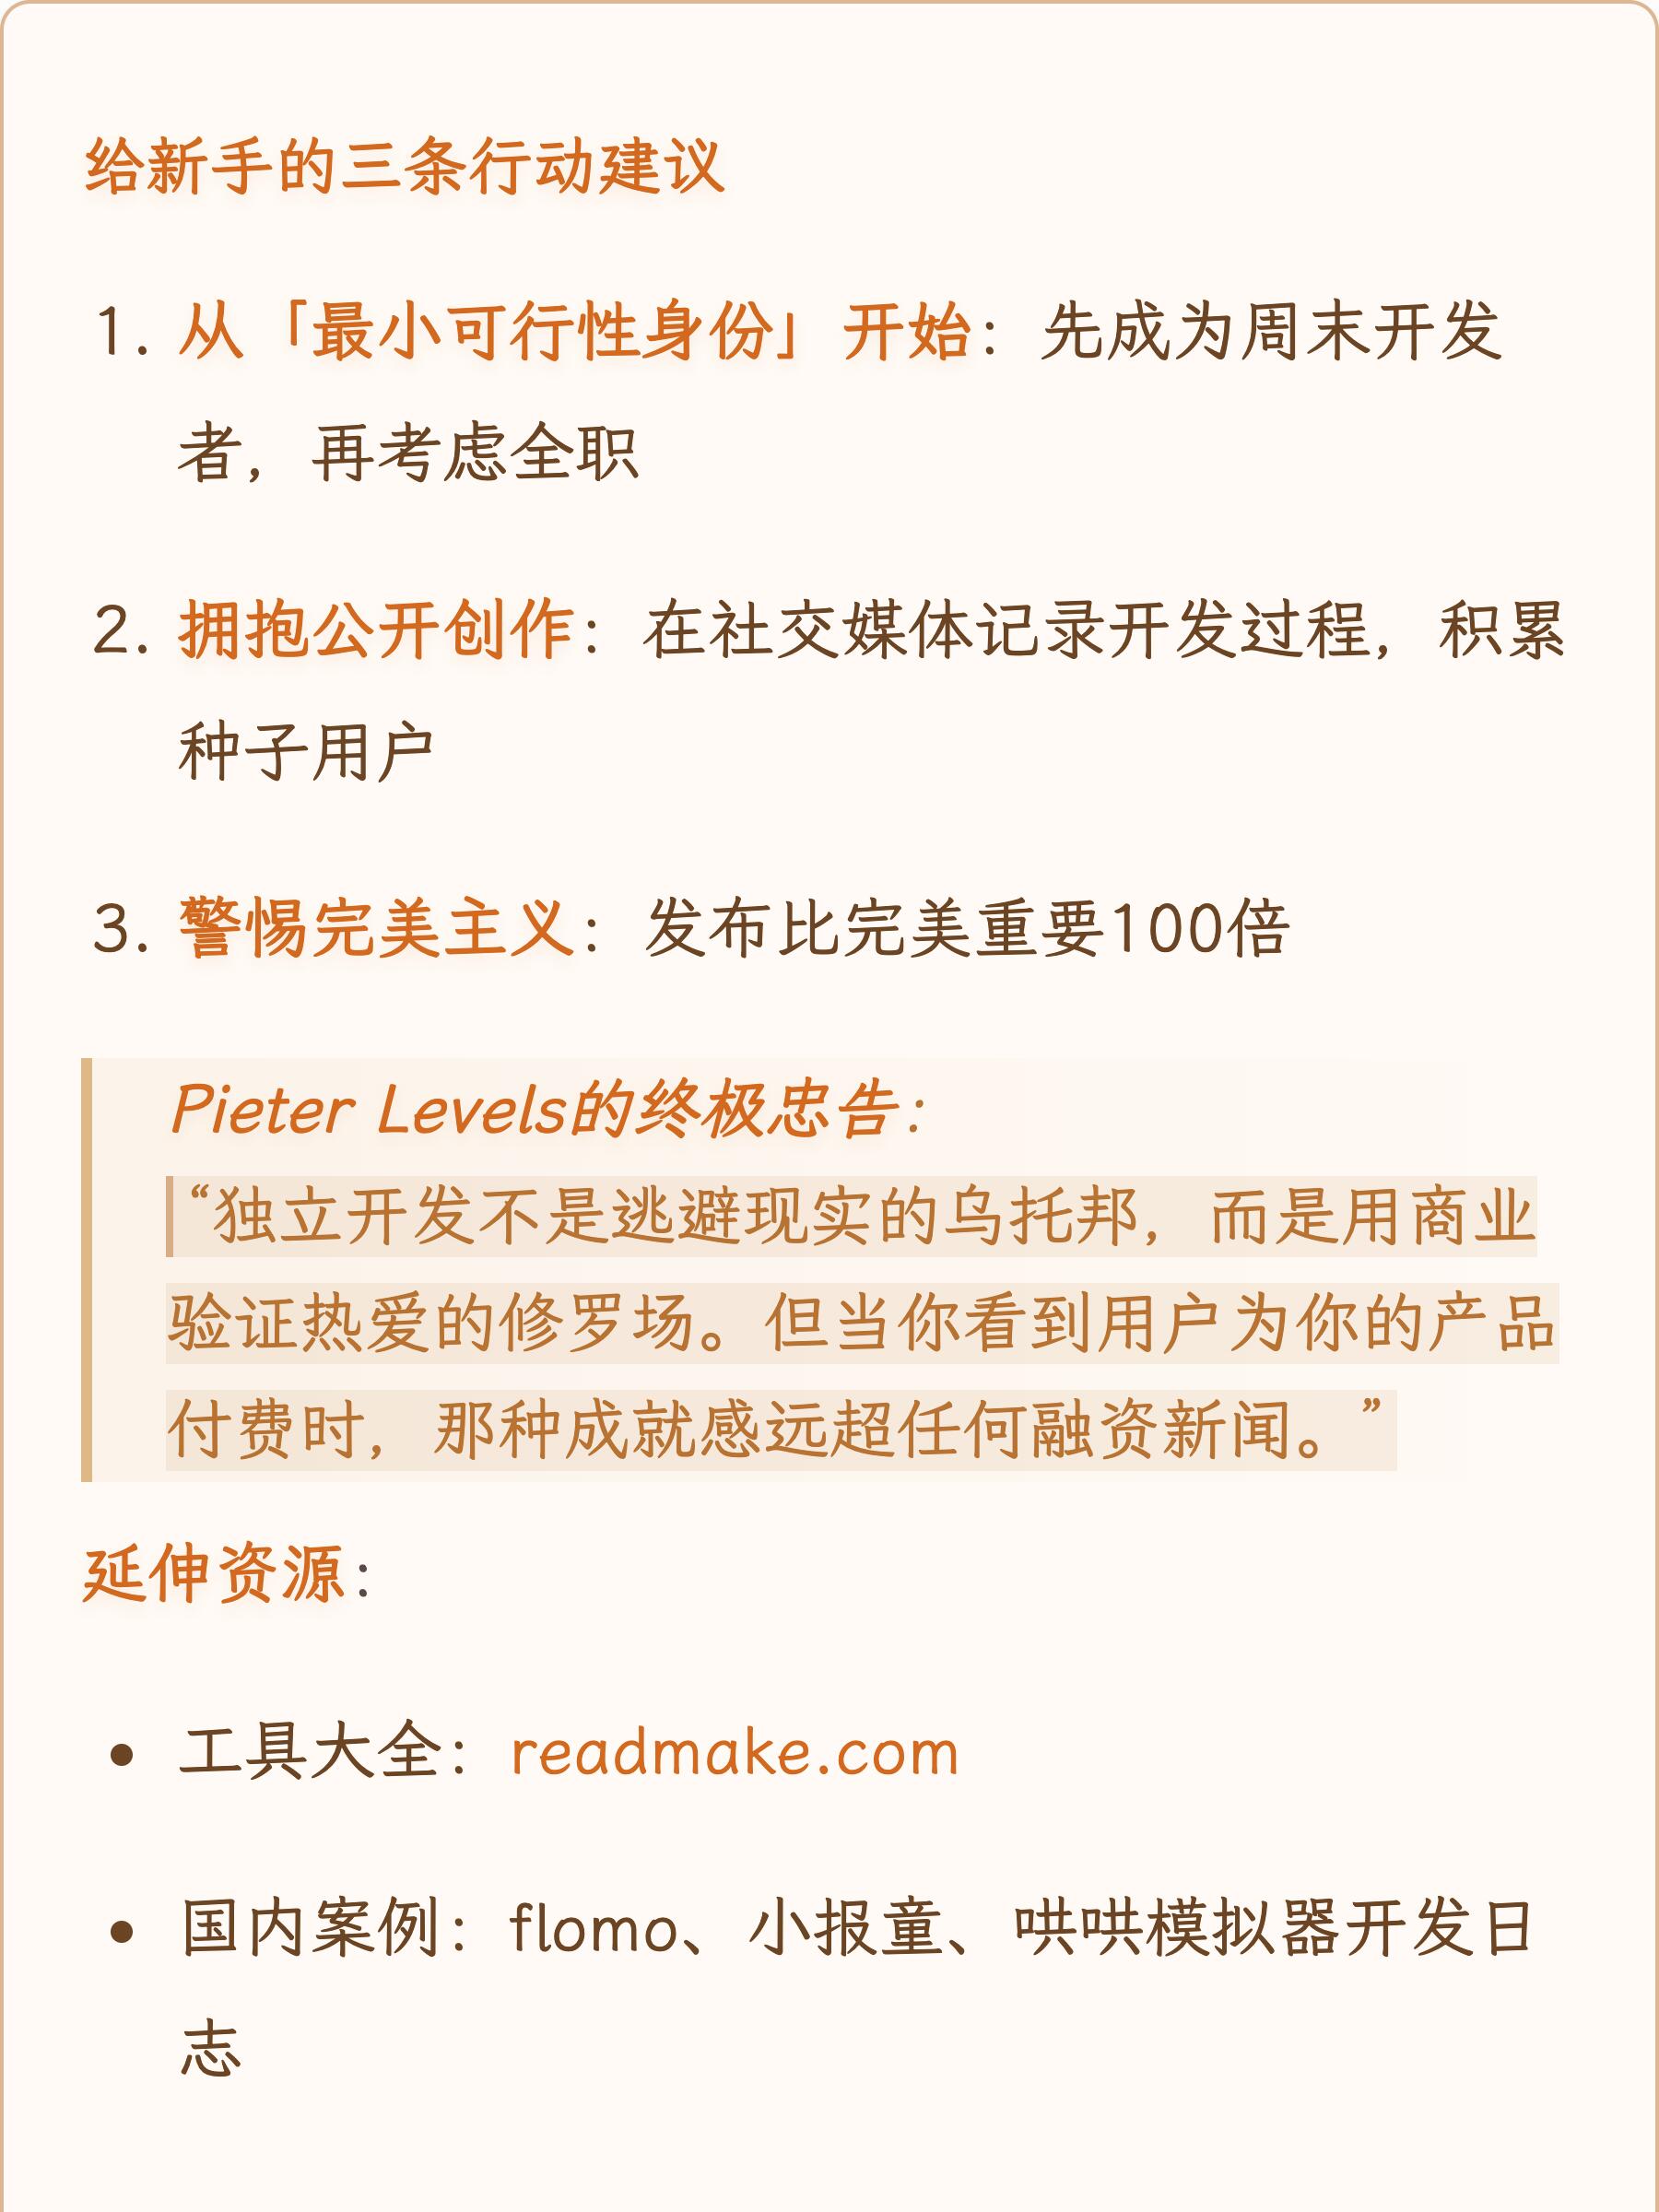 给新手的三条行动建议
1. 从「最小可行性身份」开始：先成为周末开发
者，再考虑全职
2. 拥抱公开创作：在社交媒体记录开发过程，积累
种子用户
3. 警惕完美主义：发布比完美重要100倍
Pieter Levels的终极忠告：
“独立开发不是逃避现实的乌托邦，而是用商业
验证热爱的修罗场。但当你看到用户为你的产品
付费时，那种成就感远超任何融资新闻。”
延伸资源：
• 工具大全：readmake.com
• 国内案例：flomo、小报童、哄哄模拟器开发日
志